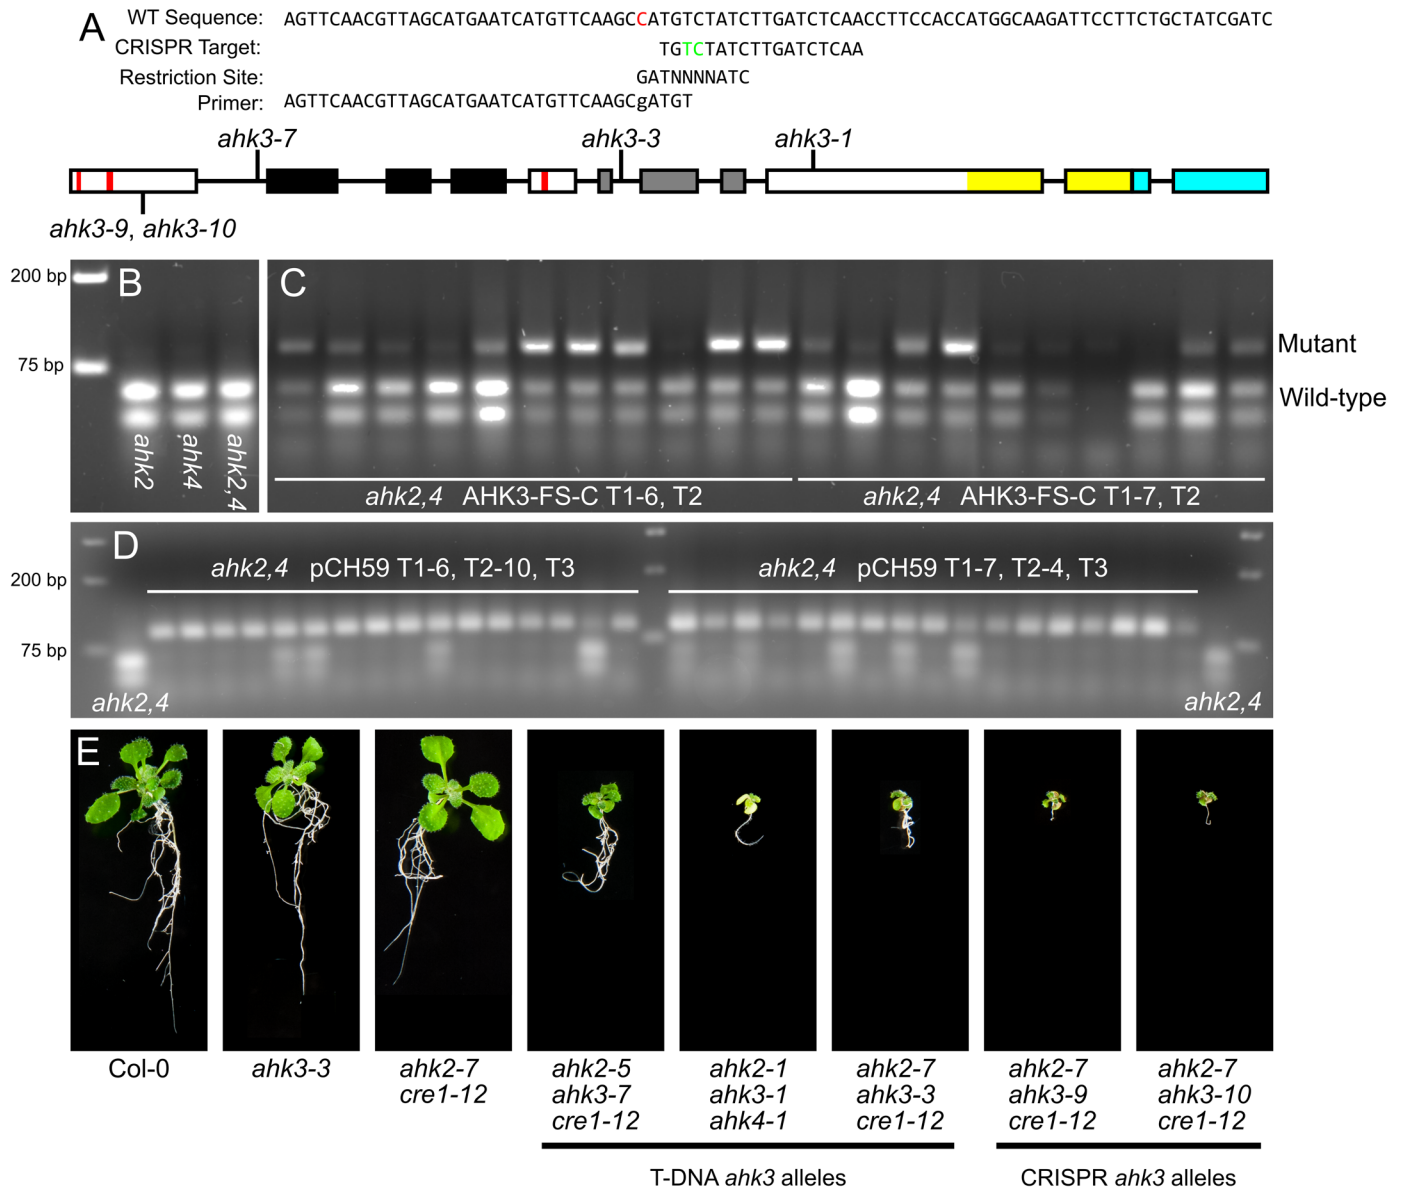 A
WT Sequence: AGTTCAACGTTAGCATGAATCATGTTCAAGCCATGTCTATCTTGATCTCAACCTTCCACCATGGCAAGATTCCTTCTGCTATCGATC
CRISPR Target: TGTCTATCTTGATCTCAA
Restriction Site: GATNNNNATC
Primer: AGTTCAACGTTAGCATGAATCATGTTCAAGCgATGT
ahk3-7 ahk3-3 ahk3-1
ahk3-9, ahk3-10
200 bp B C
75 bp
Mutant
Wild-type
ahk2 ahk4 ahk2,4
ahk2,4 AHK3-FS-C T1-6, T2 ahk2,4 AHK3-FS-C T1-7, T2
D
ahk2,4 pCH59 T1-6, T2-10, T3 ahk2,4 pCH59 T1-7, T2-4, T3
200 bp
75 bp
ahk2,4 ahk2,4
E
Col-0 ahk3-3 ahk2-7 ahk2-5 ahk2-1 ahk2-7 ahk2-7 ahk2-7
cre1-12 ahk3-7 ahk3-1 ahk3-3 ahk3-9 ahk3-10
cre1-12 ahk4-1 cre1-12 cre1-12 cre1-12
T-DNA ahk3 alleles CRISPR ahk3 alleles